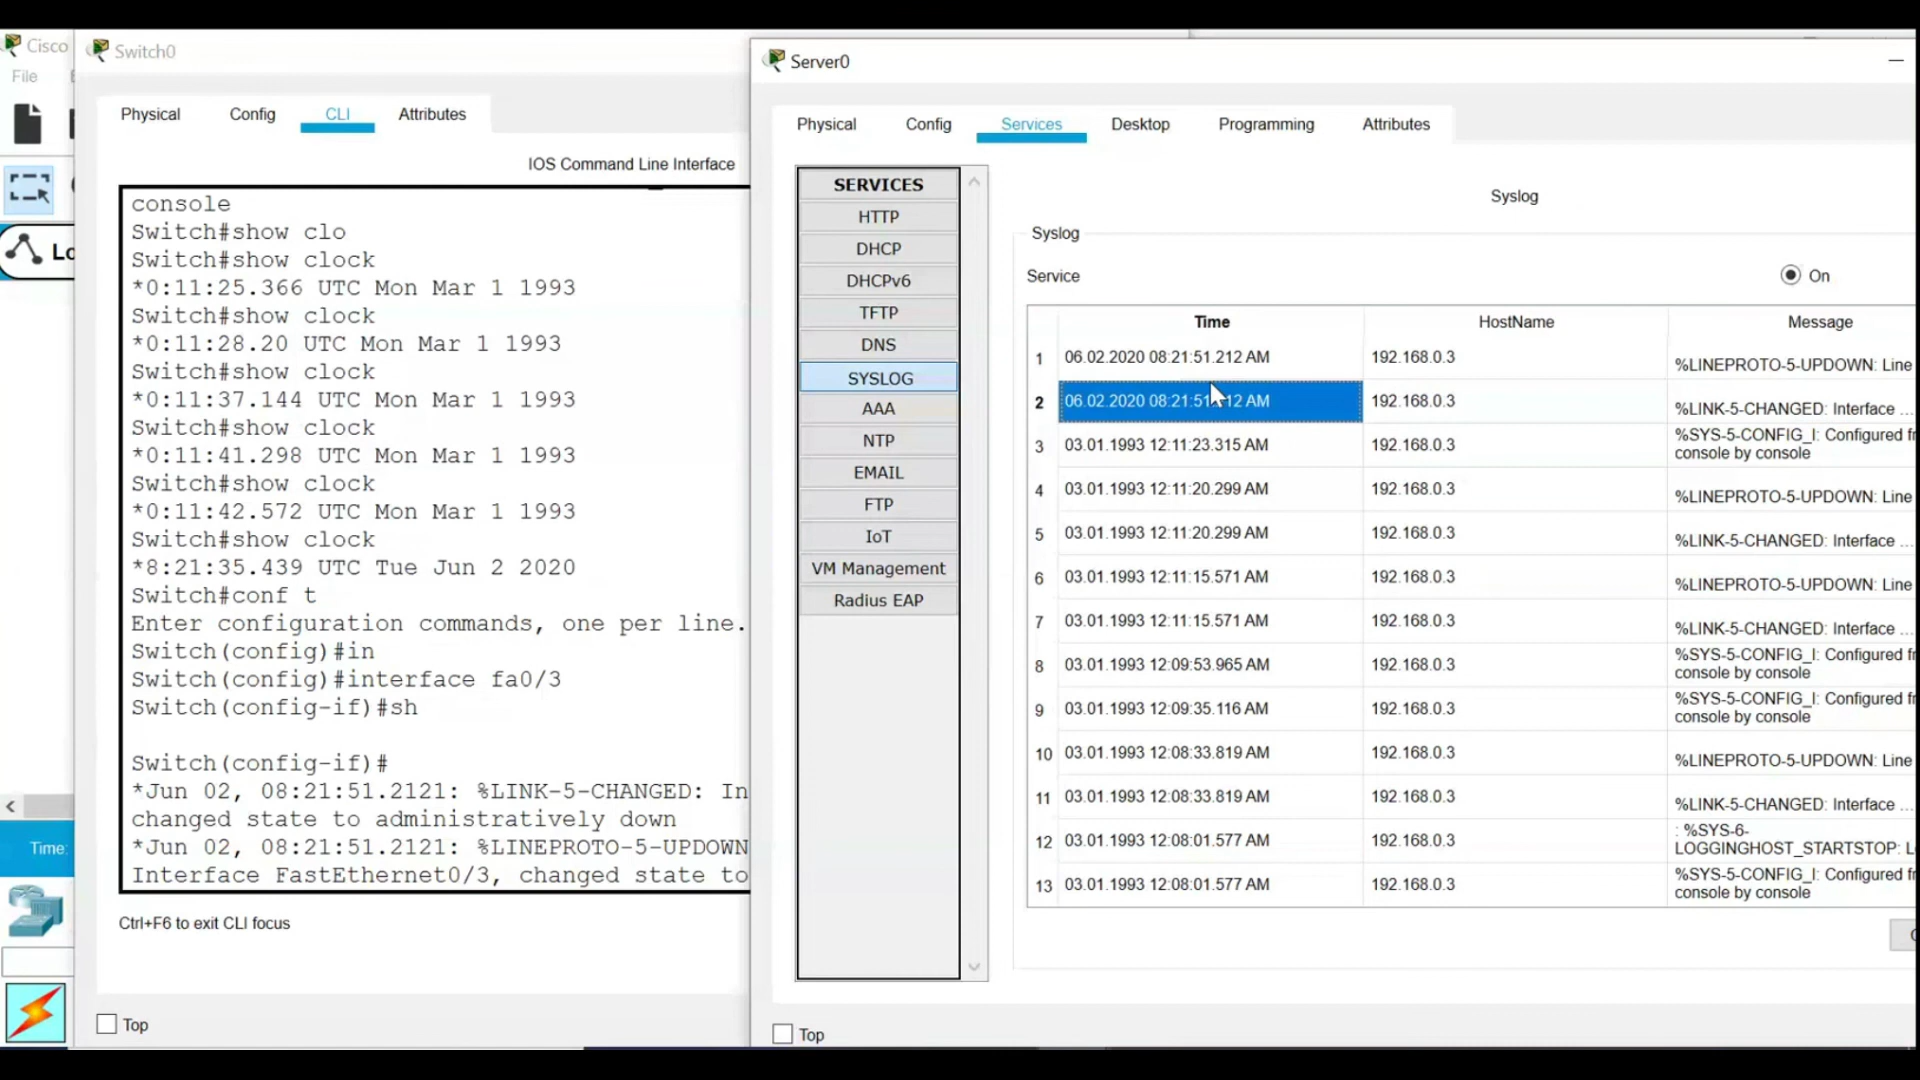 Cisco
File
Lo
Time:
Switch0
Physical Config CLI Attributes
IOS Command Line Interface
console
Switch#show clo
Switch#show clock
*0:11:25.366 UTC Mon Mar 1 1993
Switch#show clock
*0:11:28.20 UTC Mon Mar 1 1993
Switch#show clock
*0:11:37.144 UTC Mon Mar 1 1993
Switch#show clock
*0:11:41.298 UTC Mon Mar 1 1993
Switch#show clock
*0:11:42.572 UTC Mon Mar 1 1993
Switch#show clock
*8:21:35.439 UTC Tue Jun 2 2020
Switch#conf t
Enter configuration commands, one per line.
Switch(config)#in
Switch(config)#interface fa0/3
Switch(config-if)#sh
Switch(config-if)#
*Jun 02, 08:21:51.2121: %LINK-5-CHANGED: In
changed state to administratively down
*Jun 02, 08:21:51.2121: %LINEPROTO-5-UPDOWN
Interface FastEthernet0/3, changed state to
Ctrl+F6 to exit CLI focus
Top
Server0
Physical Config Services Desktop Programming Attributes
SERVICES
HTTP
DHCP
DHCPv6
TFTP
DNS
SYSLOG
AAA
NTP
EMAIL
FTP
IoT
VM Management
Radius EAP
Syslog
Syslog
Service On
Time HostName Message
1 06.02.2020 08:21:51.212 AM 192.168.0.3 %LINEPROTO-5-UPDOWN: Line
2 06.02.2020 08:21:51 12 AM 192.168.0.3 %LINK-5-CHANGED: Interface ...
3 03.01.1993 12:11:23.315 AM 192.168.0.3 %SYS-5-CONFIG_I: Configured fr
console by console
4 03.01.1993 12:11:20.299 AM 192.168.0.3 %LINEPROTO-5-UPDOWN: Line
5 03.01.1993 12:11:20.299 AM 192.168.0.3 %LINK-5-CHANGED: Interface ...
6 03.01.1993 12:11:15.571 AM 192.168.0.3 %LINEPROTO-5-UPDOWN: Line
7 03.01.1993 12:11:15.571 AM 192.168.0.3 %LINK-5-CHANGED: Interface ...
8 03.01.1993 12:09:53.965 AM 192.168.0.3 %SYS-5-CONFIG_I: Configured fr
console by console
9 03.01.1993 12:09:35.116 AM 192.168.0.3 %SYS-5-CONFIG_I: Configured fr
console by console
10 03.01.1993 12:08:33.819 AM 192.168.0.3 %LINEPROTO-5-UPDOWN: Line
11 03.01.1993 12:08:33.819 AM 192.168.0.3 %LINK-5-CHANGED: Interface ...
12 03.01.1993 12:08:01.577 AM 192.168.0.3 : %SYS-6-
LOGGINGHOST_STARTSTOP: L
13 03.01.1993 12:08:01.577 AM 192.168.0.3 %SYS-5-CONFIG_I: Configured fr
console by console
Top